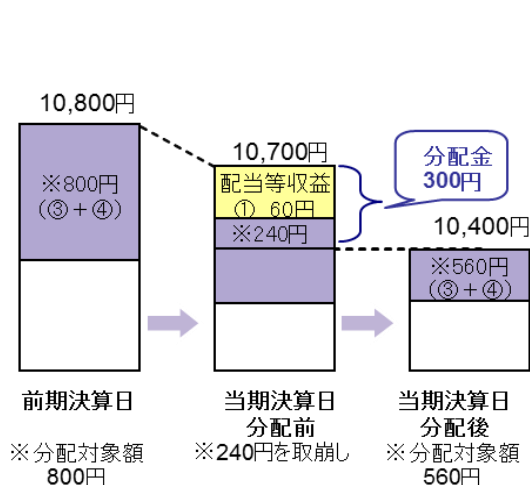 10,800円
※800円
（③＋④）
10,700円
配当等収益
① 60円
※240円
分配金
300円
10,400円
※560円
（③＋④）
前期決算日
※分配対象額
800円
当期決算日
分配前
※240円を取崩し
当期決算日
分配後
※分配対象額
560円